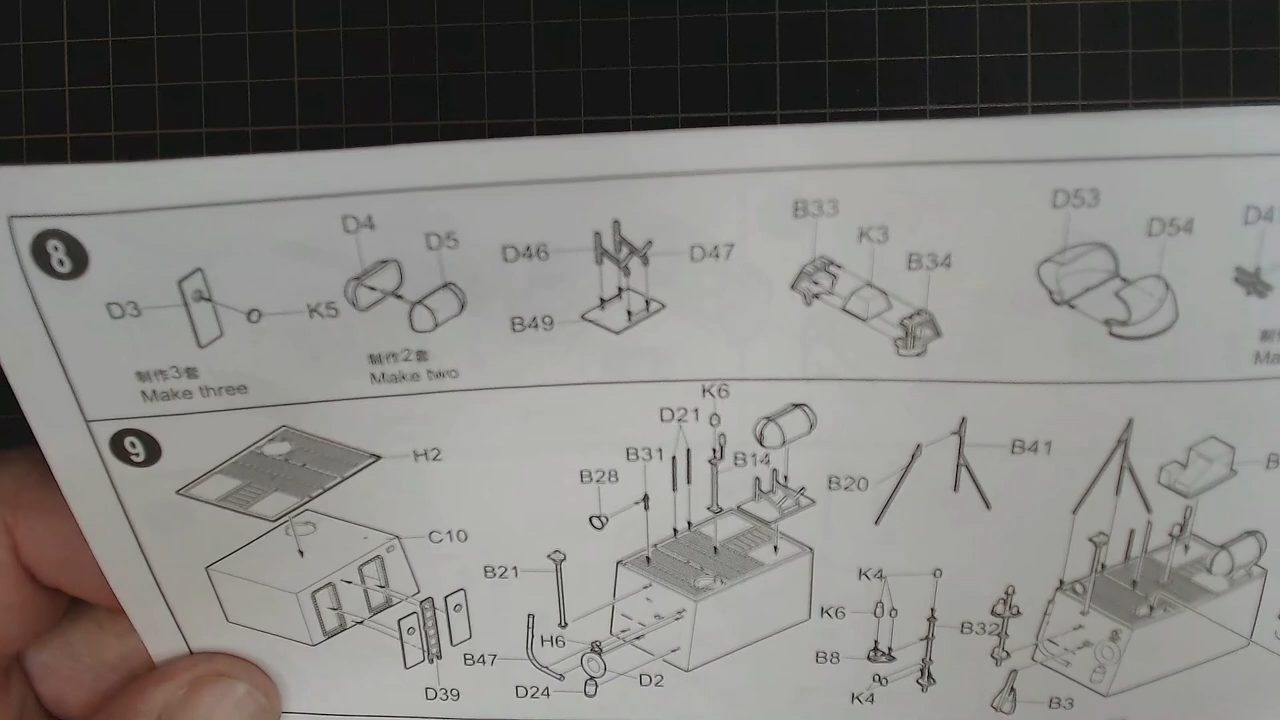 8
D3
K5
制作3套
Make three
D4
D5
制作2套
Make two
D46
D47
B49
B33
K3
B34
D53
D54
D4
9
H2
C10
D39
K6
D21
B31
B28
B14
B21
H6
B47
D24
D2
B20
B41
K4
K6
B32
B8
K4
B3